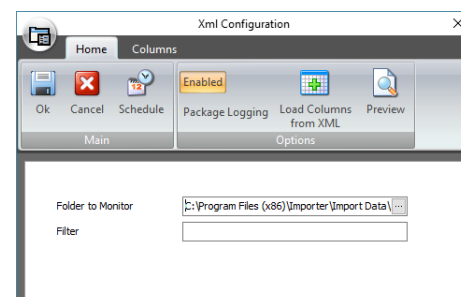 Xml Configuration
Home Columns
Ok Cancel Schedule
12
Enabled
Package Logging Load Columns from XML Preview
Main Options
Folder to Monitor C:\Program Files (x86)\Importer\Import Data\ ...
Filter